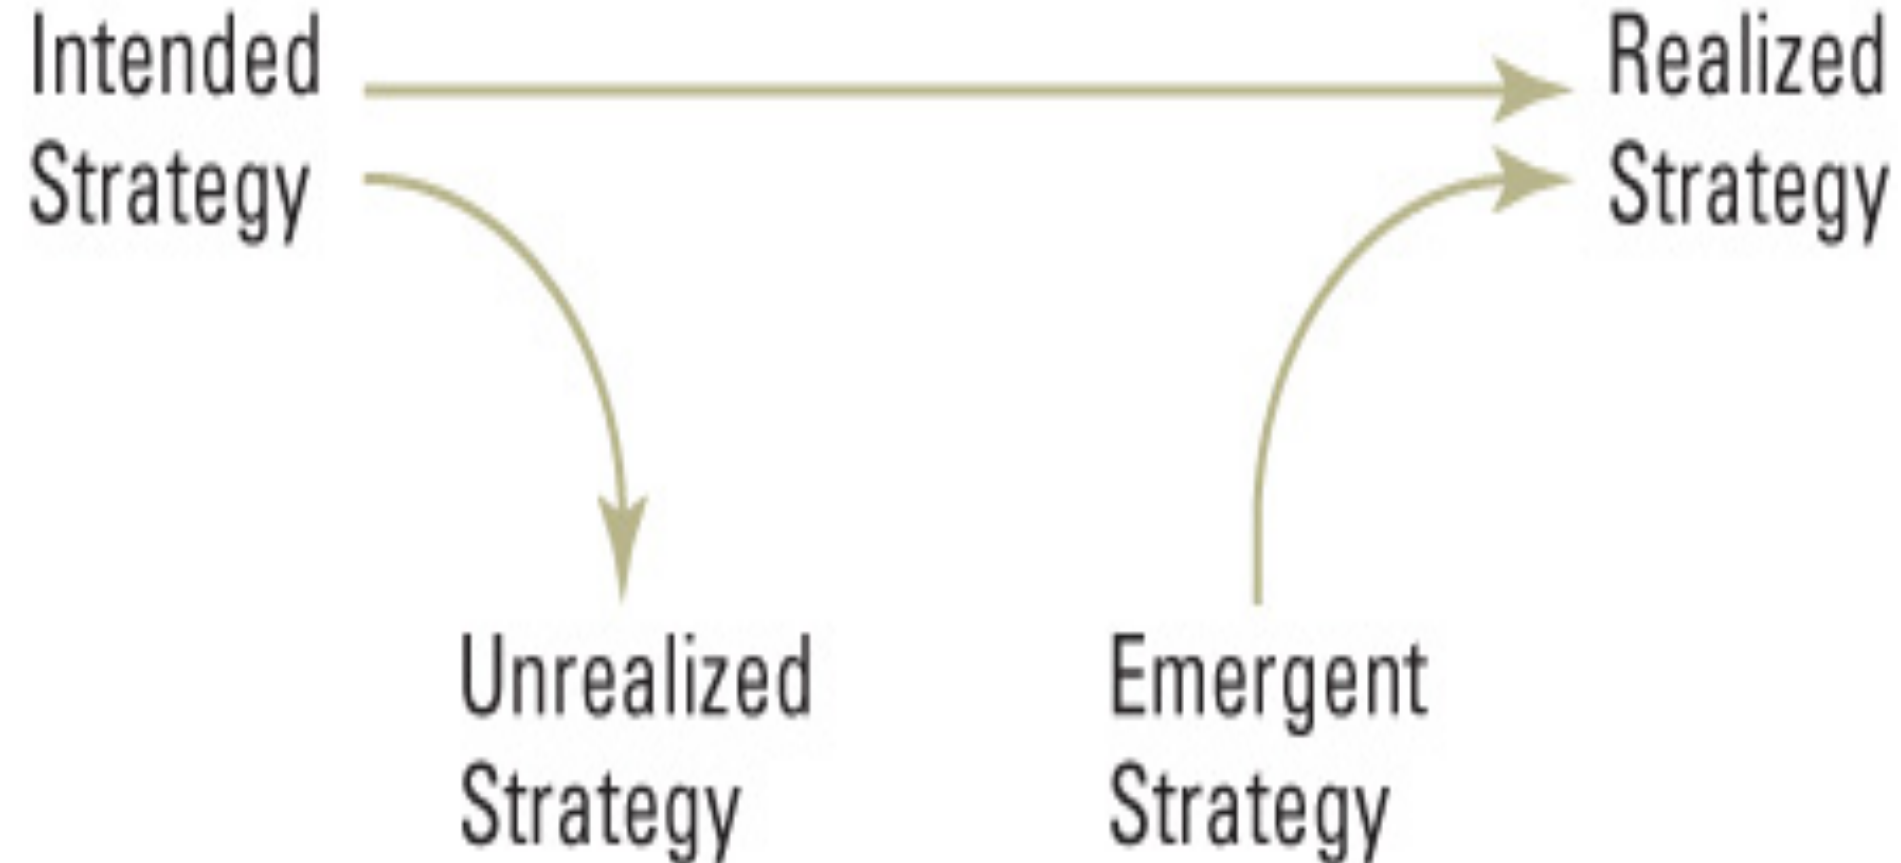 Intended
Strategy
Realized
Strategy
Unrealized
Strategy
Emergent
Strategy